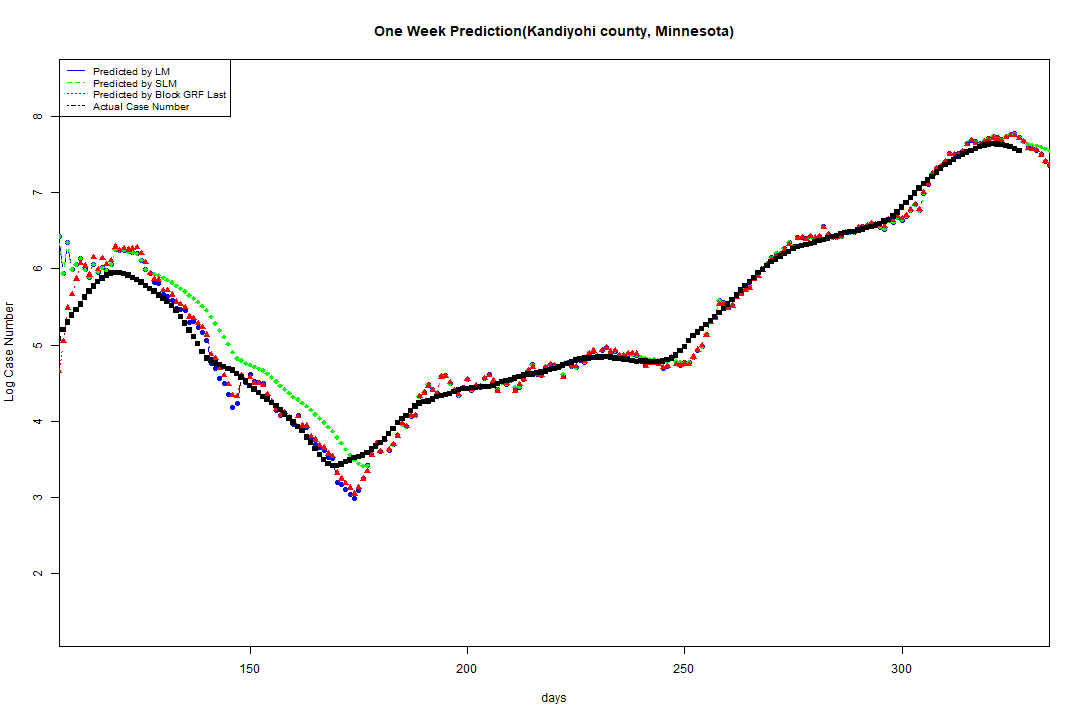 One Week Prediction(Kandiyohi county, Minnesota)
Predicted by LM
Predicted by SLM
Predicted by Block GRF Last
Actual Case Number
8
7
6
5
4
3
2
Log Case Number
150 200 250 300
days